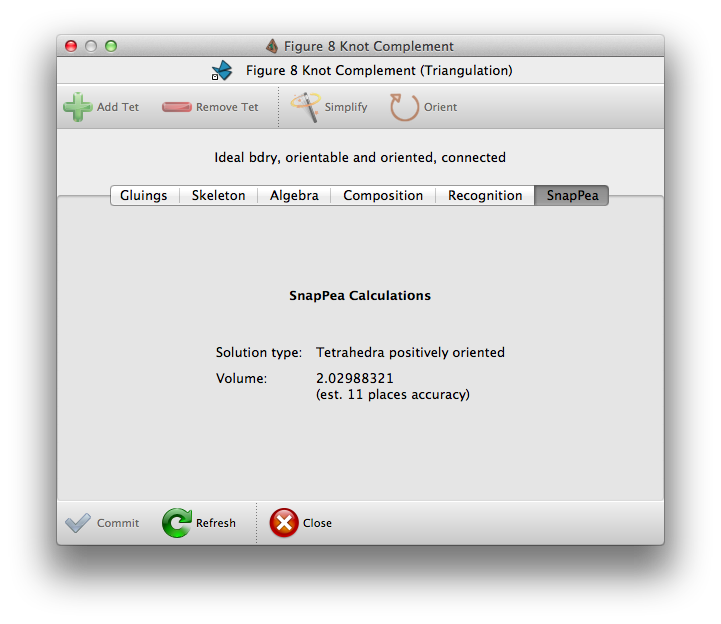 Figure 8 Knot Complement
Figure 8 Knot Complement (Triangulation)
Add Tet Remove Tet Simplify Orient
Ideal bdry, orientable and oriented, connected
Gluings Skeleton Algebra Composition Recognition SnapPea
SnapPea Calculations
Solution type: Tetrahedra positively oriented
Volume: 2.02988321
(est. 11 places accuracy)
Commit Refresh Close